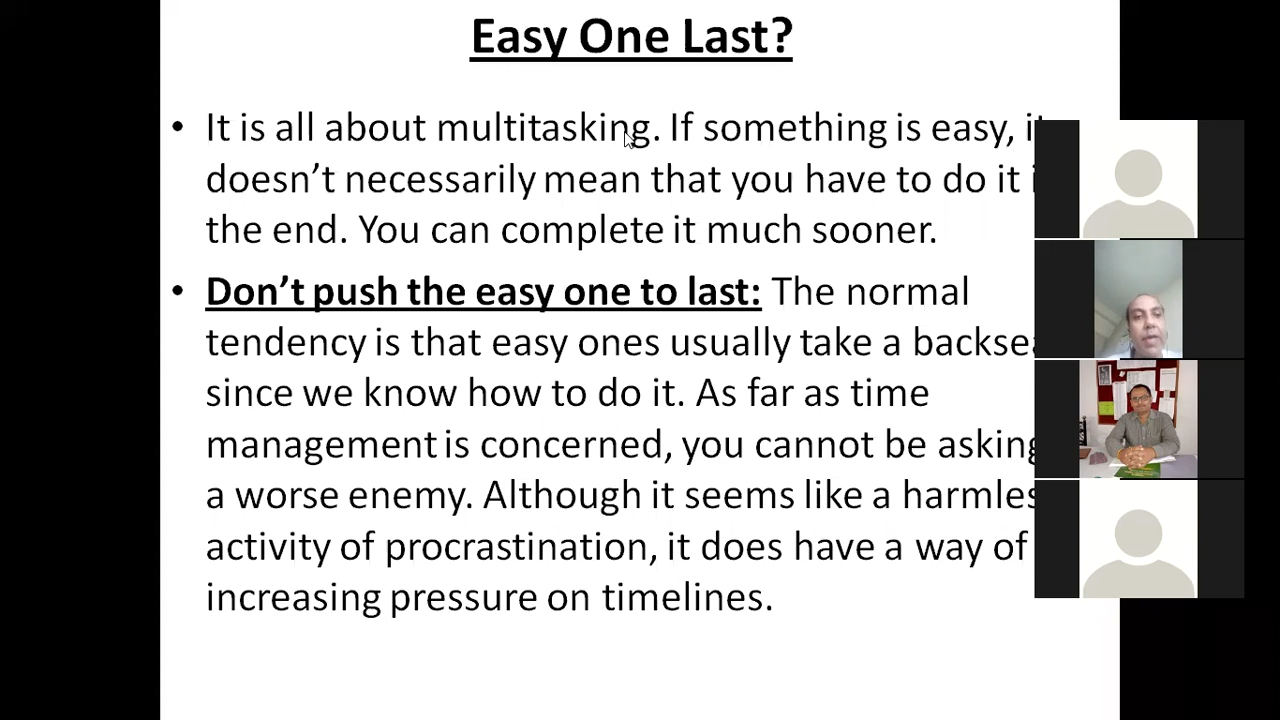 Easy One Last?
• It is all about multitasking. If something is easy, it
doesn't necessarily mean that you have to do it
the end. You can complete it much sooner.
• Don't push the easy one to last: The normal
tendency is that easy ones usually take a
since we know how to do it. As far as time
management is concerned, you cannot be asking
a worse enemy. Although it seems like a
activity of procrastination, it does have a way of
increasing pressure on timelines.